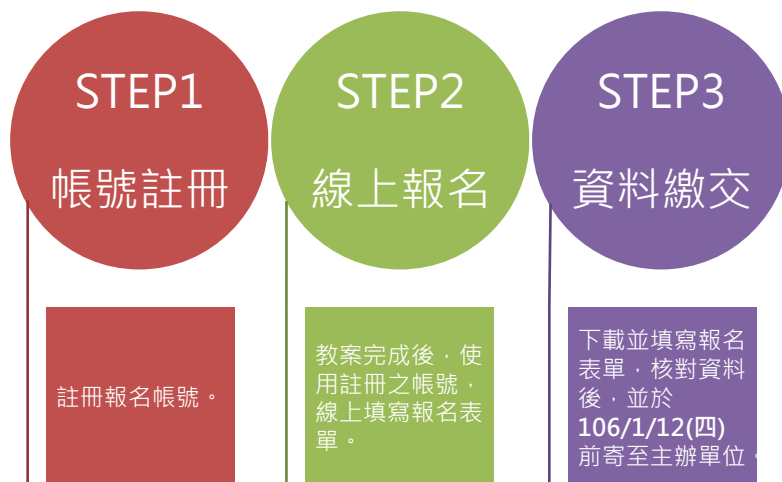 STEP1
帳號註冊
註冊報名帳號。
STEP2
線上報名
教案完成後，使
用註冊之帳號，
線上填寫報名表
單。
STEP3
資料繳交
下載並填寫報名
表單，核對資料
後，並於
106/1/12(四)
前寄至主辦單位。